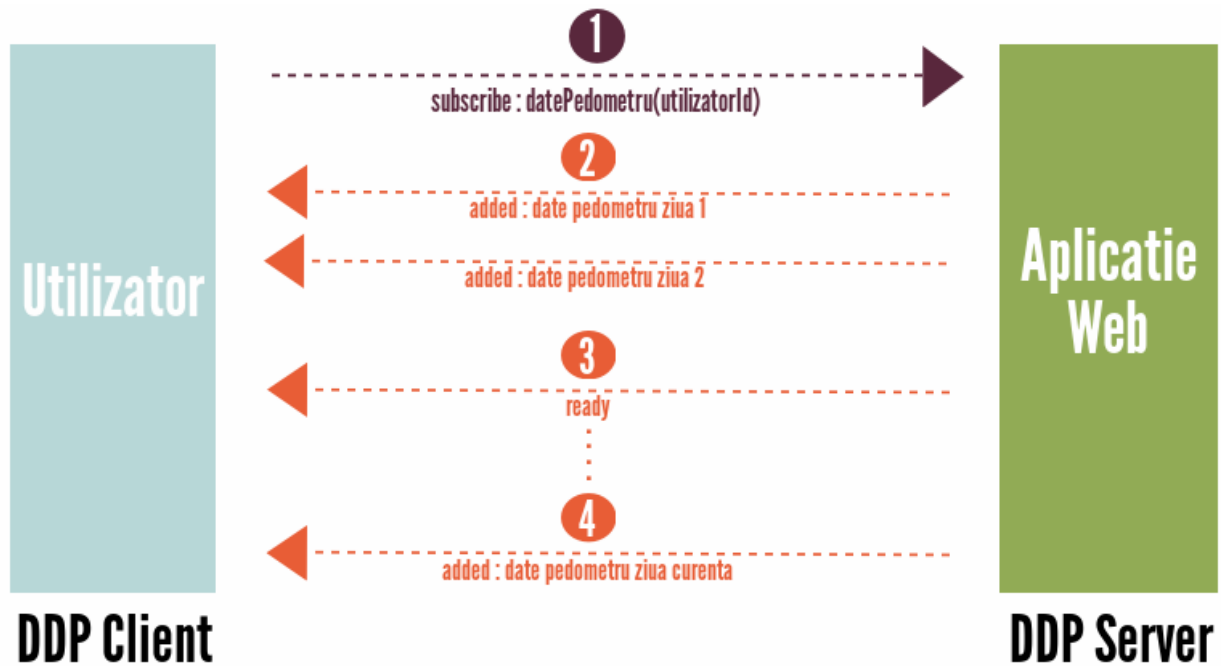 1
subscribe : datePedometru(utilizatorId)
2
added : date pedometru ziua 1
added : date pedometru ziua 2
Utilizator
Aplicatie
Web
3
ready
4
added : date pedometru ziua curenta
DDP Client
DDP Server